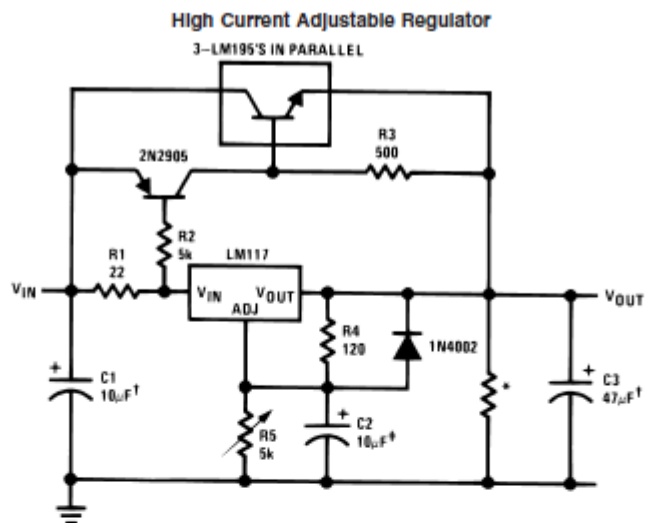 High Current Adjustable Regulator
3-LM195'S IN PARALLEL
R3
500
2N2905
R2
5k
LM117
R1
22
VIN
VIN
VOUT
ADJ
VOUT
R4
120
1N4002
+
C1
10μF†
R5
5k
+
C2
10μF‡
*
+
C3
47μF†